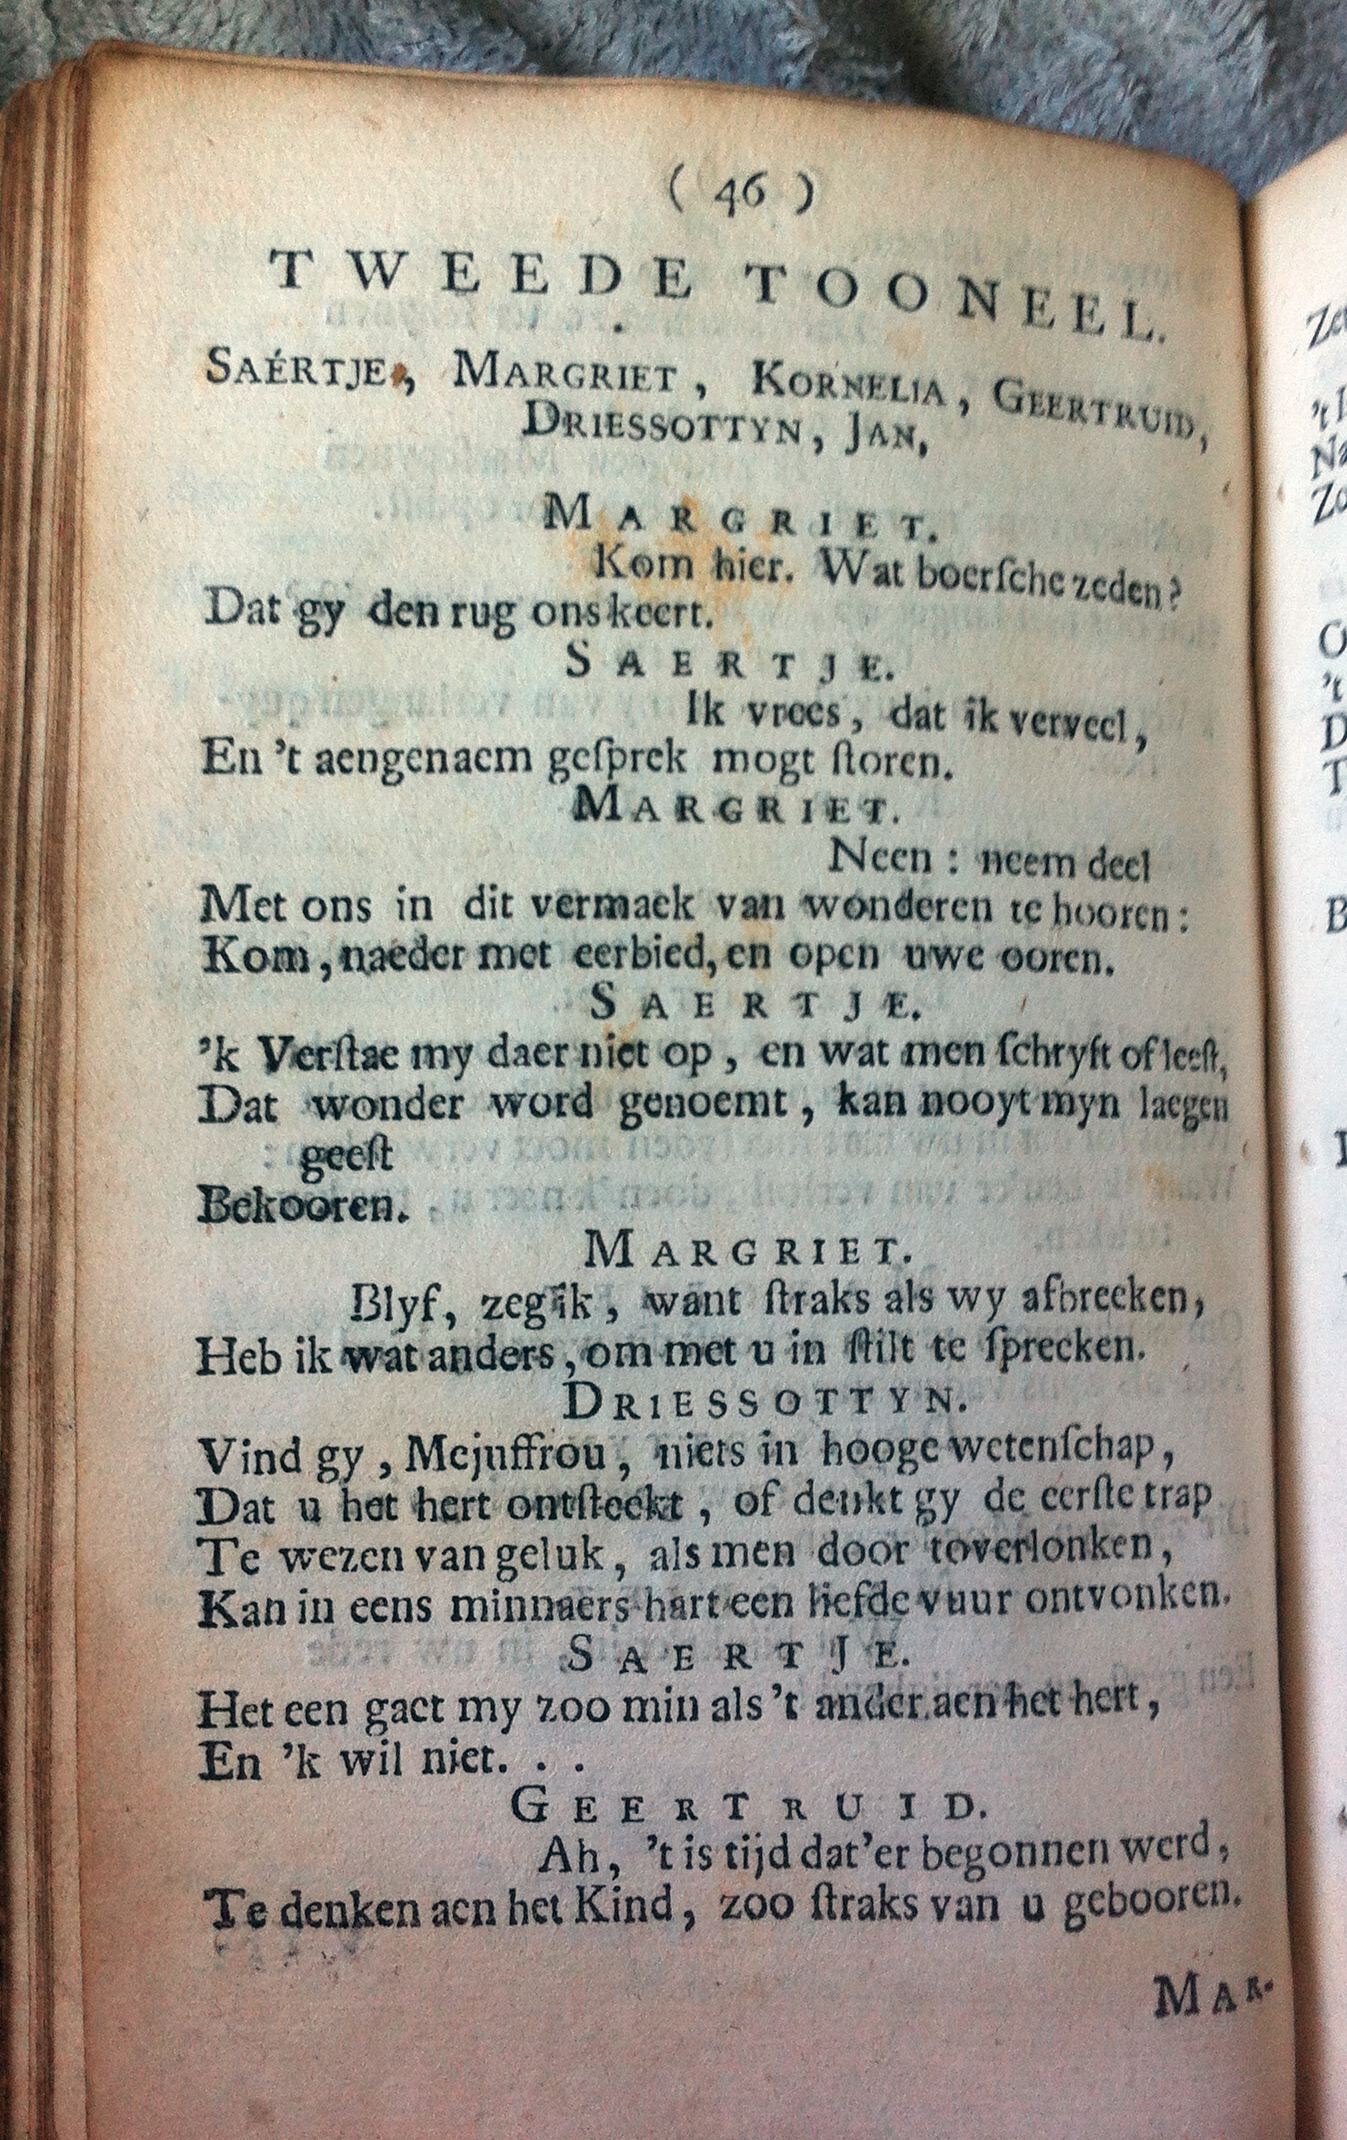 ( 46 )
TWEEDE TOONEEL.
SAÉRTJE, MARGRIET, KORNELIA, GEERTRUID,
DRIESSOTTYN, JAN,
MARGRIET.
Kom hier. Wat boerſche zeden?
Dat gy den rug ons keert.
SAERTJE.
Ik vrees, dat ik verveel,
En 't aengenaem geſprek mogt ſtoren.
MARGRIET.
Neen : neem deel
Met ons in dit vermaek van wonderen te hooren:
Kom, naeder met eerbied, en open uwe ooren.
SAERTJE.
'k Verſtae my daer niet op, en wat men ſchryft of leeſt,
Dat wonder word genoemt, kan nooyt myn laegen
geeſt
Bekooren.
MARGRIET.
Blyf, zeg ik, want ſtraks als wy afbreeken,
Heb ik wat anders, om met u in ſtilt te ſpreeken.
DRIESSOTTYN.
Vind gy, Mejuffrou, niets in hooge wetenſchap,
Dat u het hert ontſteekt, of denkt gy de eerſte trap
Te wezen van geluk, als men door toverlonken,
Kan in eens minnaers hart een liefde vuur ontvonken.
SAERTJE.
Het een gaet my zoo min als 't ander aen het hert,
En 'k wil niet. . .
GEERTRUID.
Ah, 't is tijd dat'er begonnen werd,
Te denken aen het Kind, zoo ſtraks van u gebooren.
MAR-
Ze
't
Na
Zo
O
't
D
T
B